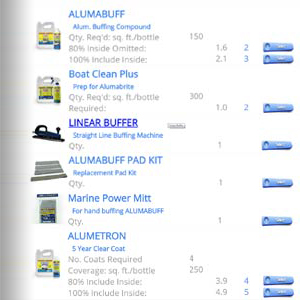 ALUMABUFF
Alum. Buffing Compound
Qty. Req'd: sq. ft./bottle 150
80% Inside Omitted: 1.6 2
100% Include Inside: 2.1 3
Boat Clean Plus
Prep for Alumabrite
Qty. Req'd: sq. ft./bottle 300
Required: 1.0 2
LINEAR BUFFER
Straight Line Buffing Machine
Qty. 1
ALUMABUFF PAD KIT
Replacement Pad Kit
Qty. 1
Marine Power Mitt
For hand buffing ALUMABUFF
Qty. 1
ALUMETRON
5 Year Clear Coat
No. Coats Required 4
Coverage: sq. ft./bottle 250
80% Include Inside: 3.9 4
100% Include Inside: 4.9 5